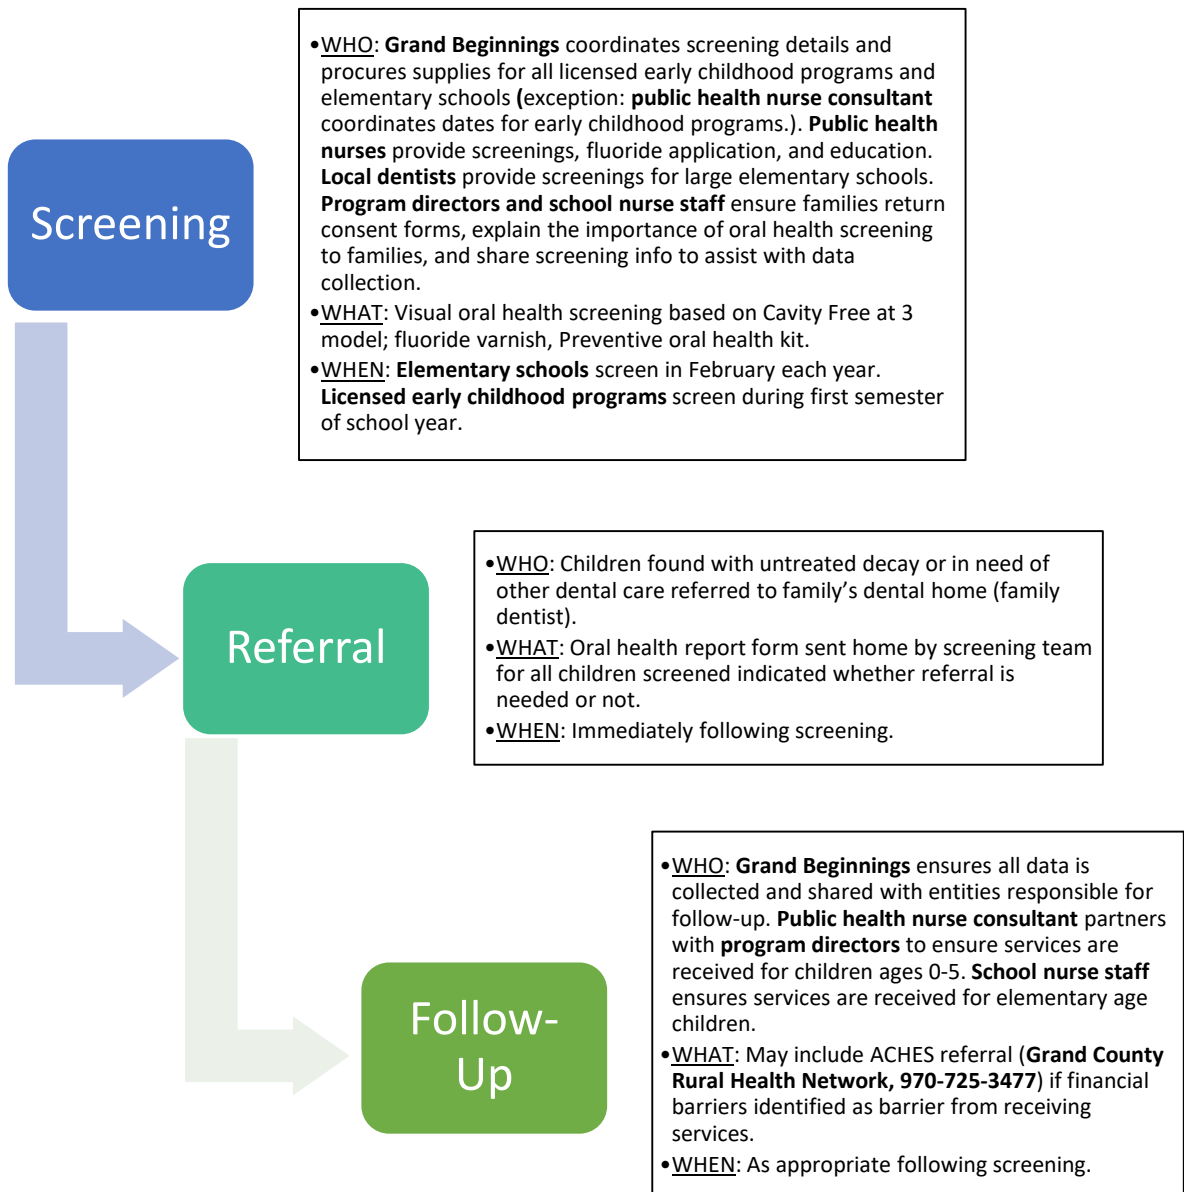 Screening
•WHO: Grand Beginnings coordinates screening details and
procures supplies for all licensed early childhood programs and
elementary schools (exception: public health nurse consultant
coordinates dates for early childhood programs.). Public health
nurses provide screenings, fluoride application, and education.
Local dentists provide screenings for large elementary schools.
Program directors and school nurse staff ensure families return
consent forms, explain the importance of oral health screening
to families, and share screening info to assist with data
collection.
•WHAT: Visual oral health screening based on Cavity Free at 3
model; fluoride varnish, Preventive oral health kit.
•WHEN: Elementary schools screen in February each year.
Licensed early childhood programs screen during first semester
of school year.
Referral
•WHO: Children found with untreated decay or in need of
other dental care referred to family’s dental home (family
dentist).
•WHAT: Oral health report form sent home by screening team
for all children screened indicated whether referral is
needed or not.
•WHEN: Immediately following screening.
Follow-
Up
•WHO: Grand Beginnings ensures all data is
collected and shared with entities responsible for
follow-up. Public health nurse consultant partners
with program directors to ensure services are
received for children ages 0-5. School nurse staff
ensures services are received for elementary age
children.
•WHAT: May include ACHES referral (Grand County
Rural Health Network, 970-725-3477) if financial
barriers identified as barrier from receiving
services.
•WHEN: As appropriate following screening.